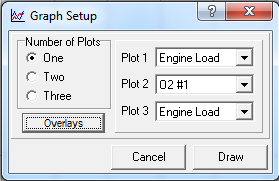 Graph Setup
?
Number of Plots
One
Two
Three
Overlays
Plot 1 Engine Load
Plot 2 O2 #1
Plot 3 Engine Load
Cancel Draw